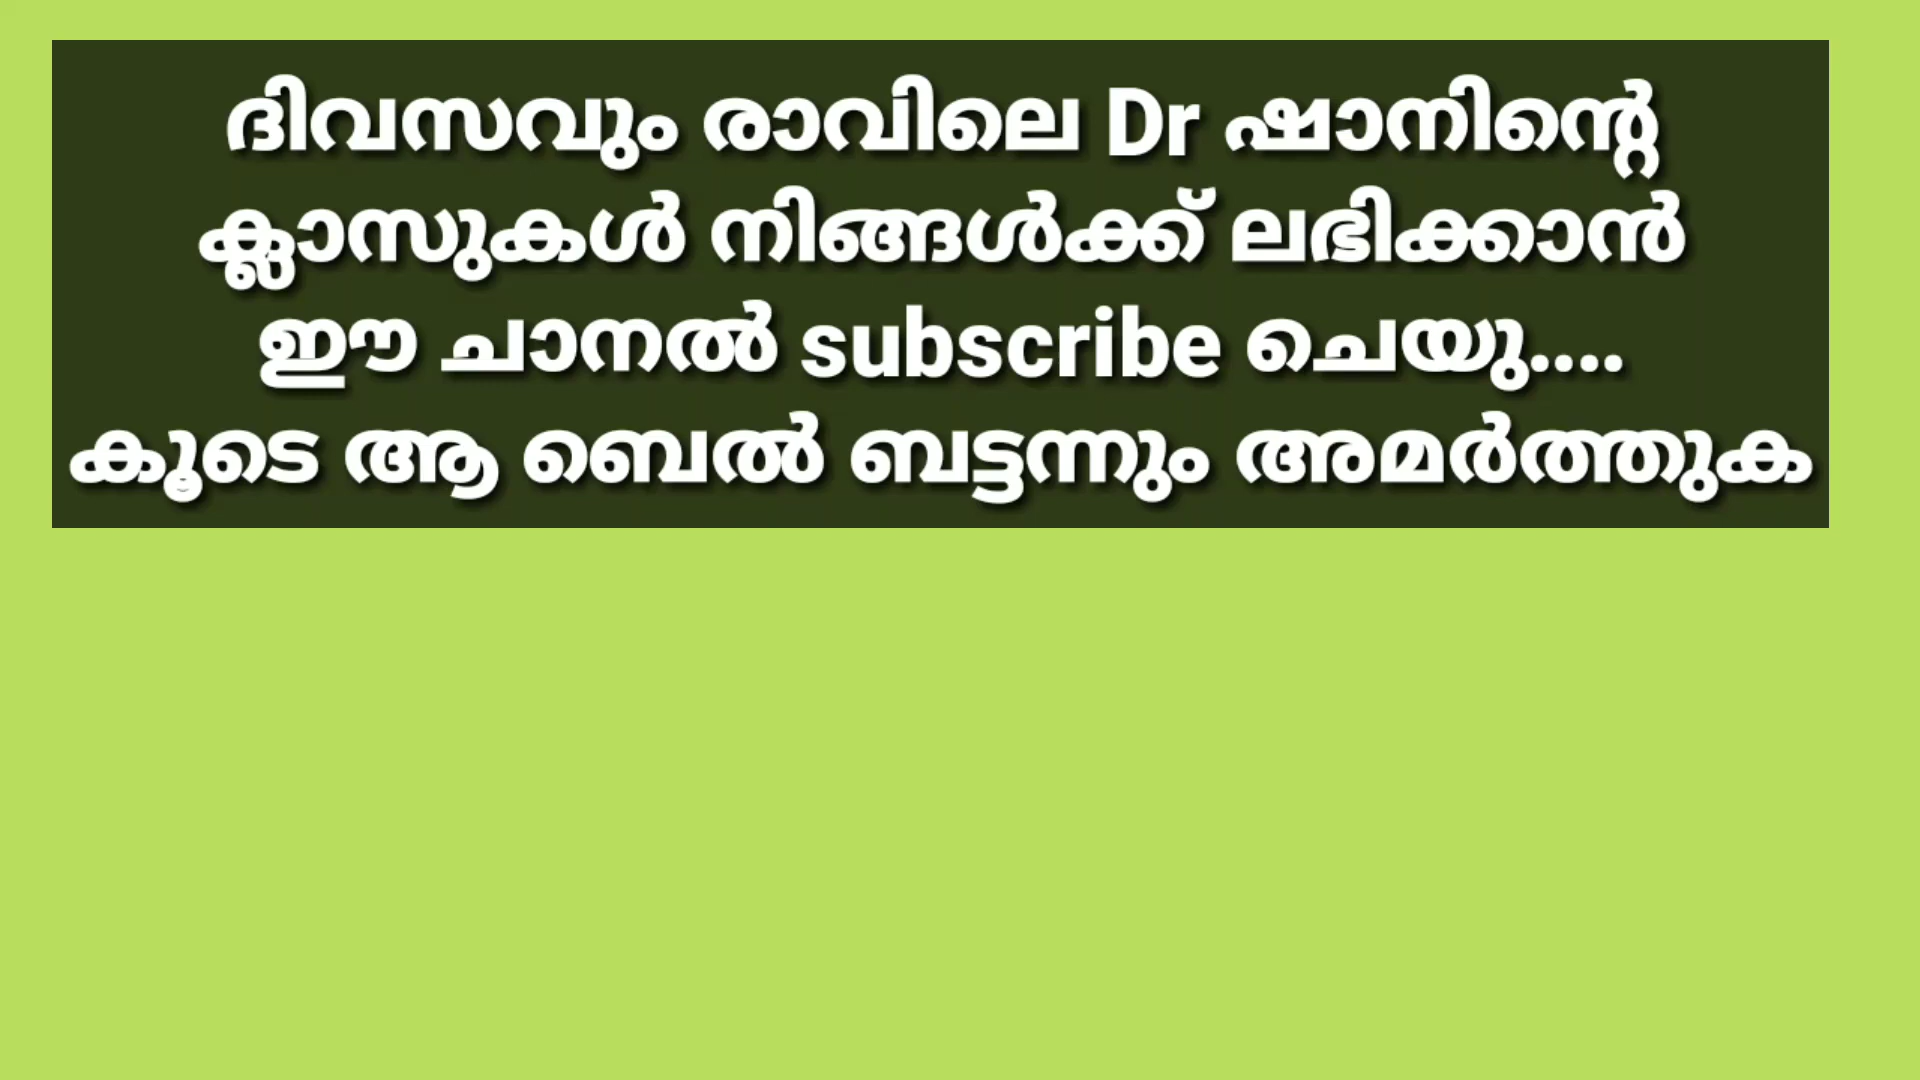 ദിവസവും രാവിലെ Dr ഷാനിന്റെ
ക്ലാസുകൾ നിങ്ങൾക്ക് ലഭിക്കാൻ
ഈ ചാനൽ subscribe ചെയു....
കൂടെ ആ ബെൽ ബട്ടന്നും അമർത്തുക